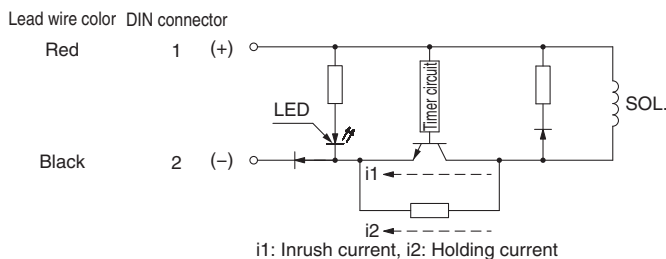 Lead wire color DIN connector
Red 1 (+)
Timer circuit
SOL.
LED
Black 2 (−)
i1
i2
i1: Inrush current, i2: Holding current